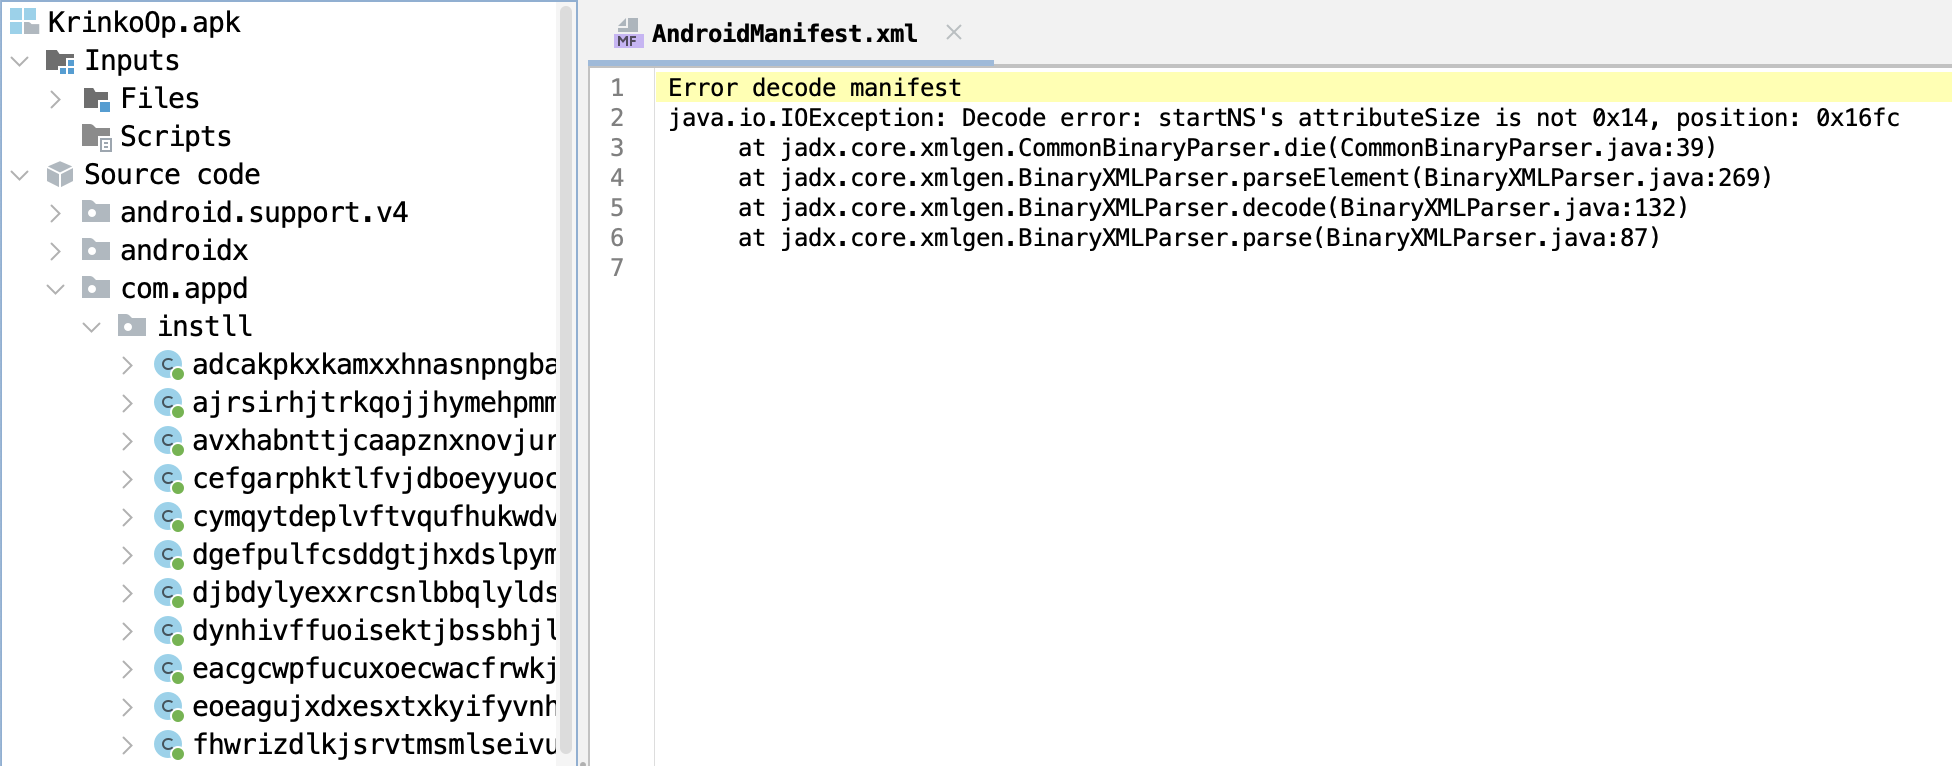 KrinkoOp.apk
Inputs
Files
Scripts
Source code
android.support.v4
androidx
com.appd
instll
adcakpkxkamxxhnasnpngba
ajrsirhjtrkqojjhymehpmm
avxhabnttjcaapznxnovjur
cefgarphktlfvjdboeyyuoc
cymqytdeplvftvqufhukwdv
dgefpulfcsddgtjhxdslpym
djbdylyexxrcsnlbbqlylds
dynhivffuoisektjbssbhjl
eacgcwpfucuxoecwacfrwkj
eoeagujxdxesxtxkyifyvnh
fhwrizdlkjsrvtmsmlseivu
MF AndroidManifest.xml
1 Error decode manifest
2 java.io.IOException: Decode error: startNS's attributeSize is not 0x14, position: 0x16fc
3 at jadx.core.xmlgen.CommonBinaryParser.die(CommonBinaryParser.java:39)
4 at jadx.core.xmlgen.BinaryXMLParser.parseElement(BinaryXMLParser.java:269)
5 at jadx.core.xmlgen.BinaryXMLParser.decode(BinaryXMLParser.java:132)
6 at jadx.core.xmlgen.BinaryXMLParser.parse(BinaryXMLParser.java:87)
7